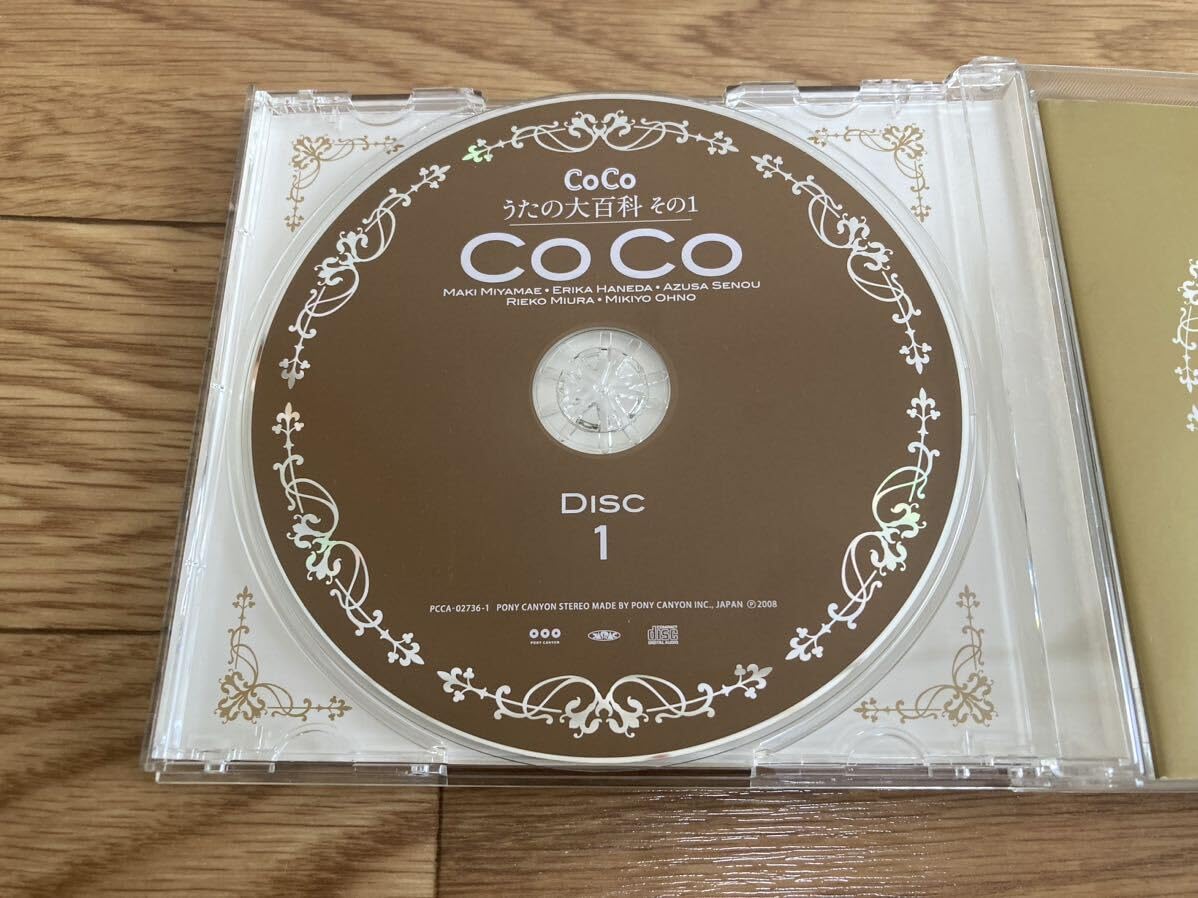 CoCo
うたの大百科 その1
CoCo
MAKI MIYAMAE • ERIKA HANEDA • AZUSA SENOU
RIEKO MIURA • MIKIYO OHNO
DISC
1
PCCA-02736-1 PONY CANYON STEREO MADE BY PONY CANYON INC., JAPAN Ⓟ2008
PONY CANYON
COMPACT
disc
DIGITAL AUDIO